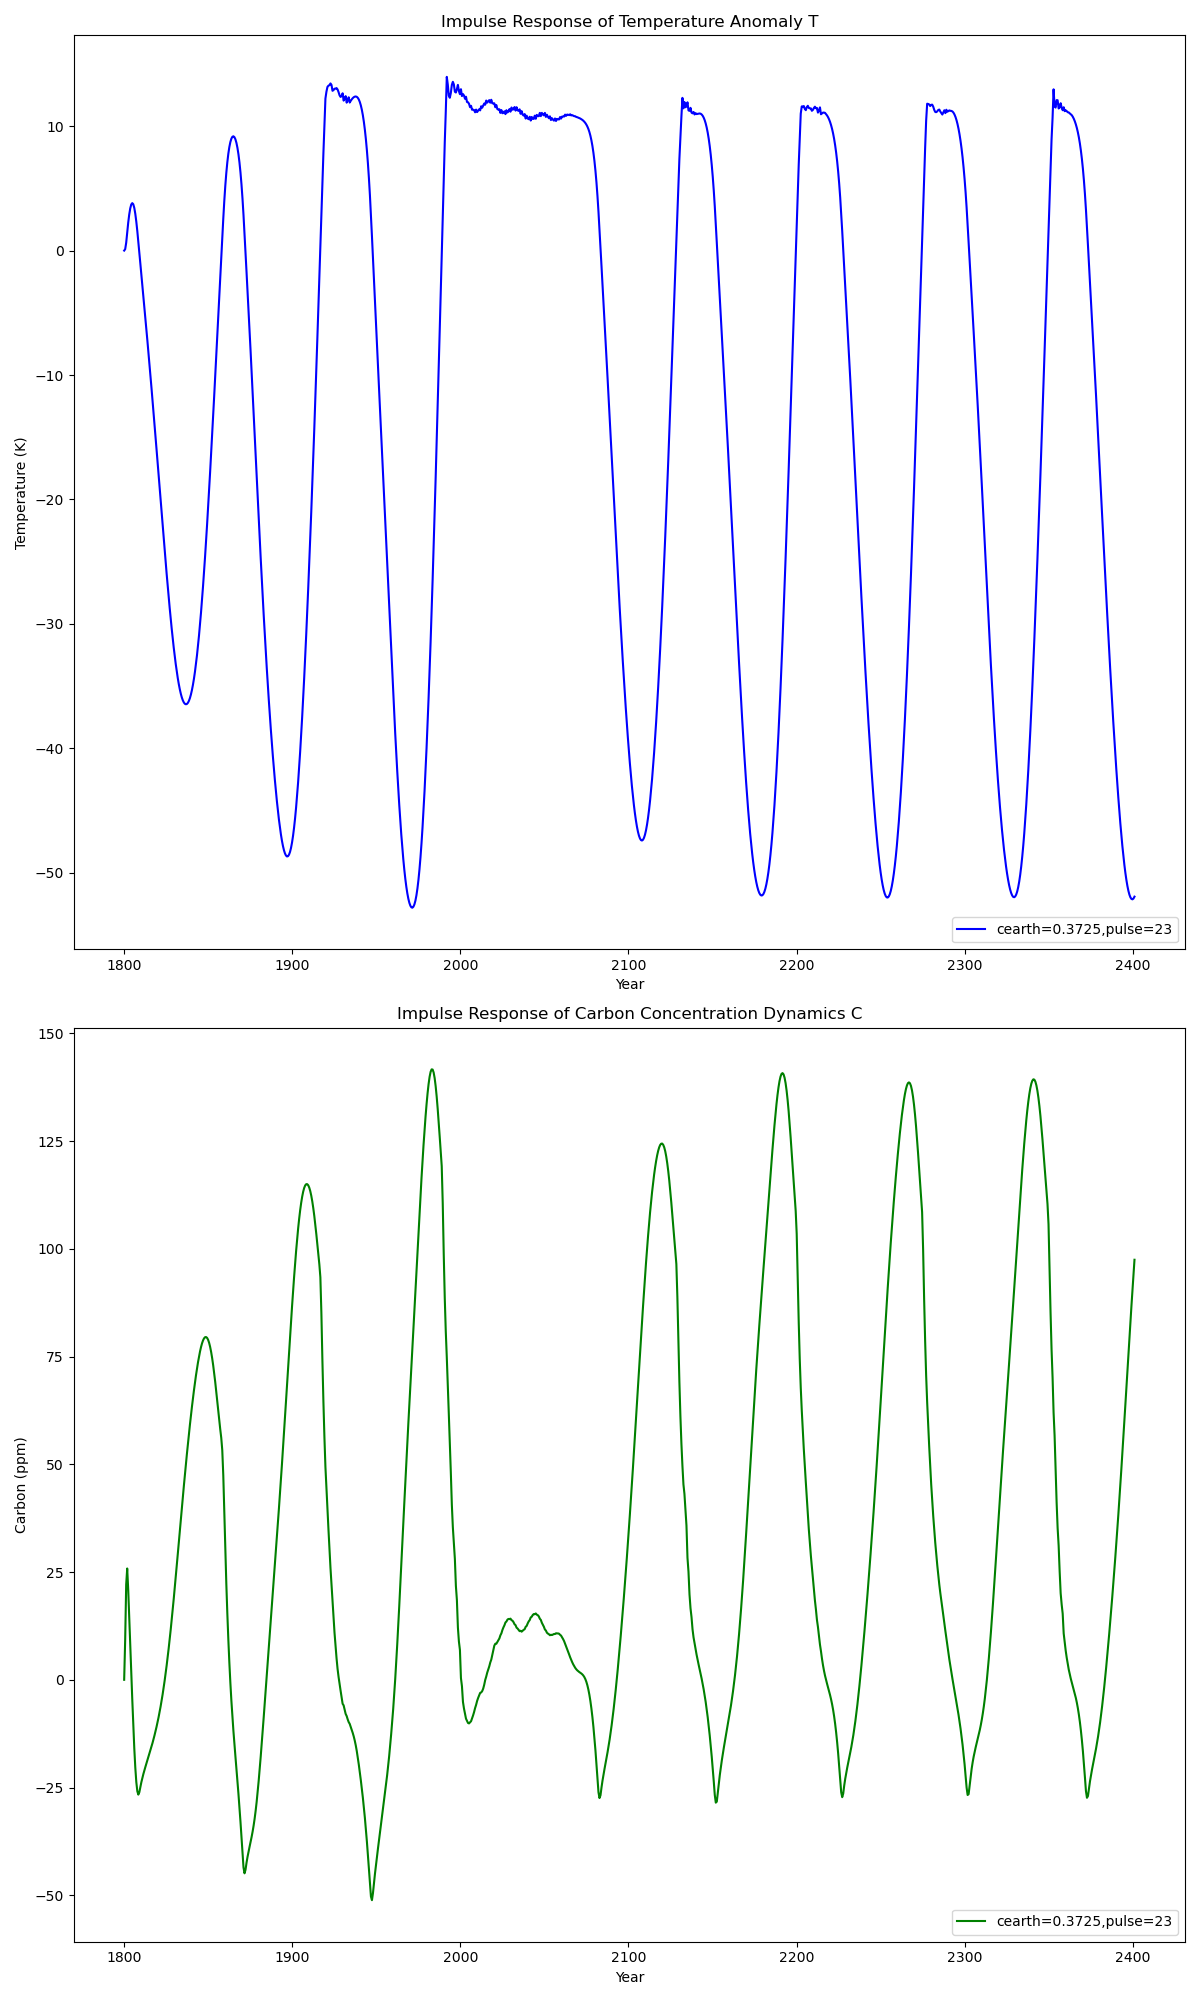 Impulse Response of Temperature Anomaly T
10
0
−10
−20
−30
−40
−50
Temperature (K)
cearth=0.3725,pulse=23
1800 1900 2000 2100 2200 2300 2400
Year
Impulse Response of Carbon Concentration Dynamics C
150
125
100
75
50
25
0
−25
−50
Carbon (ppm)
cearth=0.3725,pulse=23
1800 1900 2000 2100 2200 2300 2400
Year